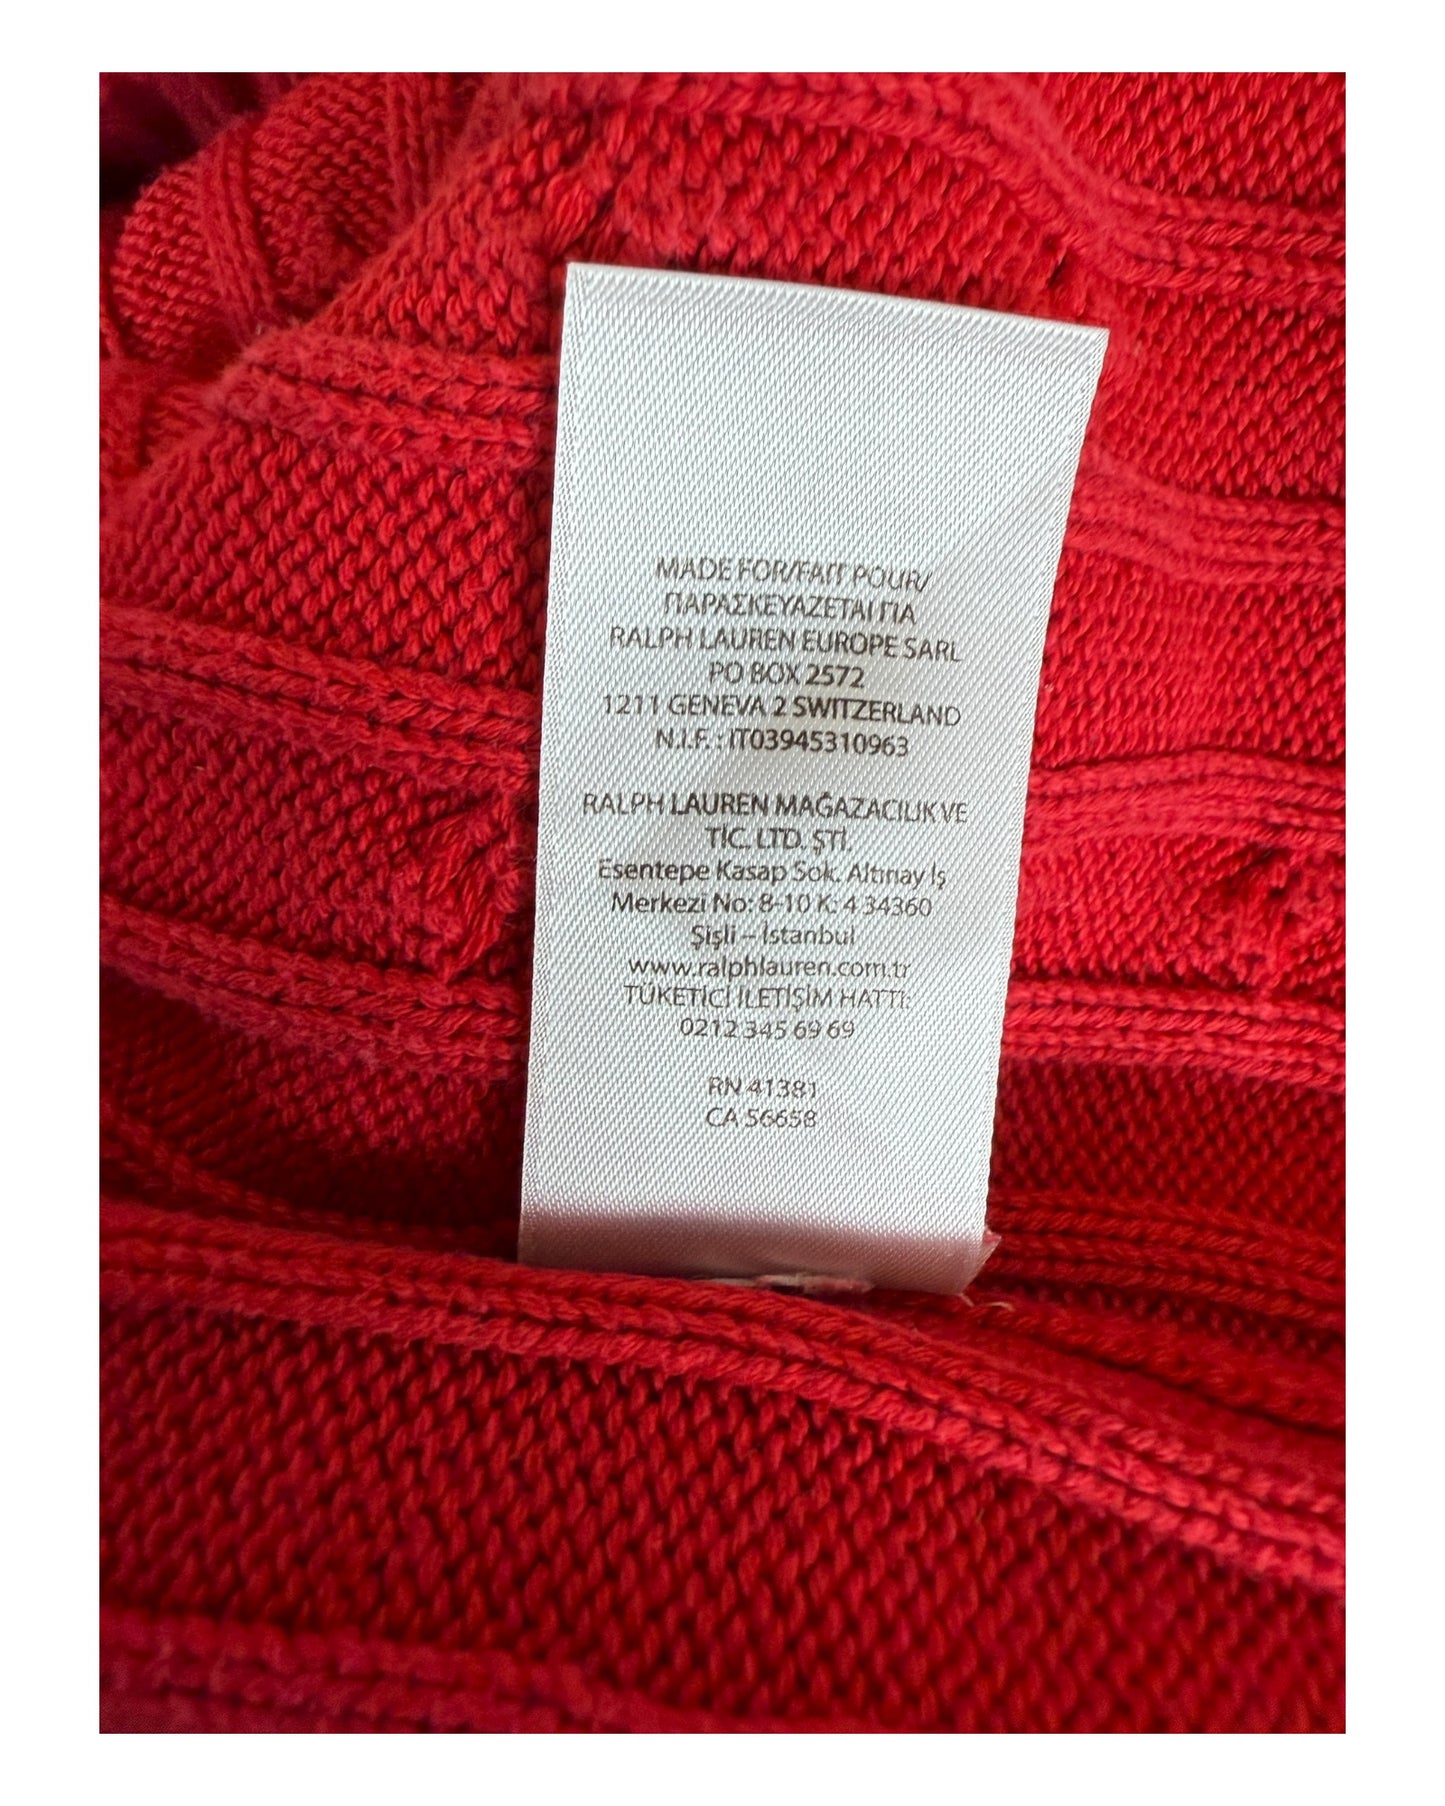 MADE FOR/FAIT POUR/
ΠΑΡΑΣΚΕΥΑΖΕΤΑΙ ΓΙΑ
RALPH LAUREN EUROPE SARL
PO BOX 2572
1211 GENEVA 2 SWITZERLAND
N.I.F. : IT03945310963
RALPH LAUREN MAĞAZACILIK VE
TİC. LTD. ŞTİ.
Esentepe Kasap Sok. Altınay İş
Merkezi No: 8-10 K: 4 34360
Şişli – İstanbul
www.ralphlauren.com.tr
TÜKETİCİ İLETİŞİM HATTI:
0212 345 69 69
RN 41381
CA 56658